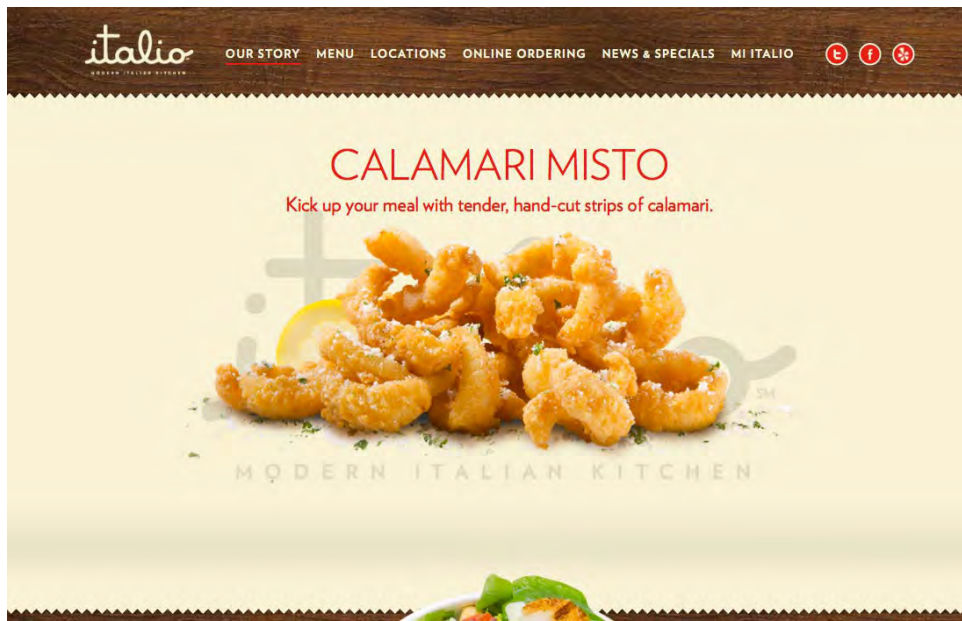 italio
MODERN ITALIAN KITCHEN
OUR STORY MENU LOCATIONS ONLINE ORDERING NEWS & SPECIALS MI ITALIO
CALAMARI MISTO
Kick up your meal with tender, hand-cut strips of calamari.
italio SM
MODERN ITALIAN KITCHEN